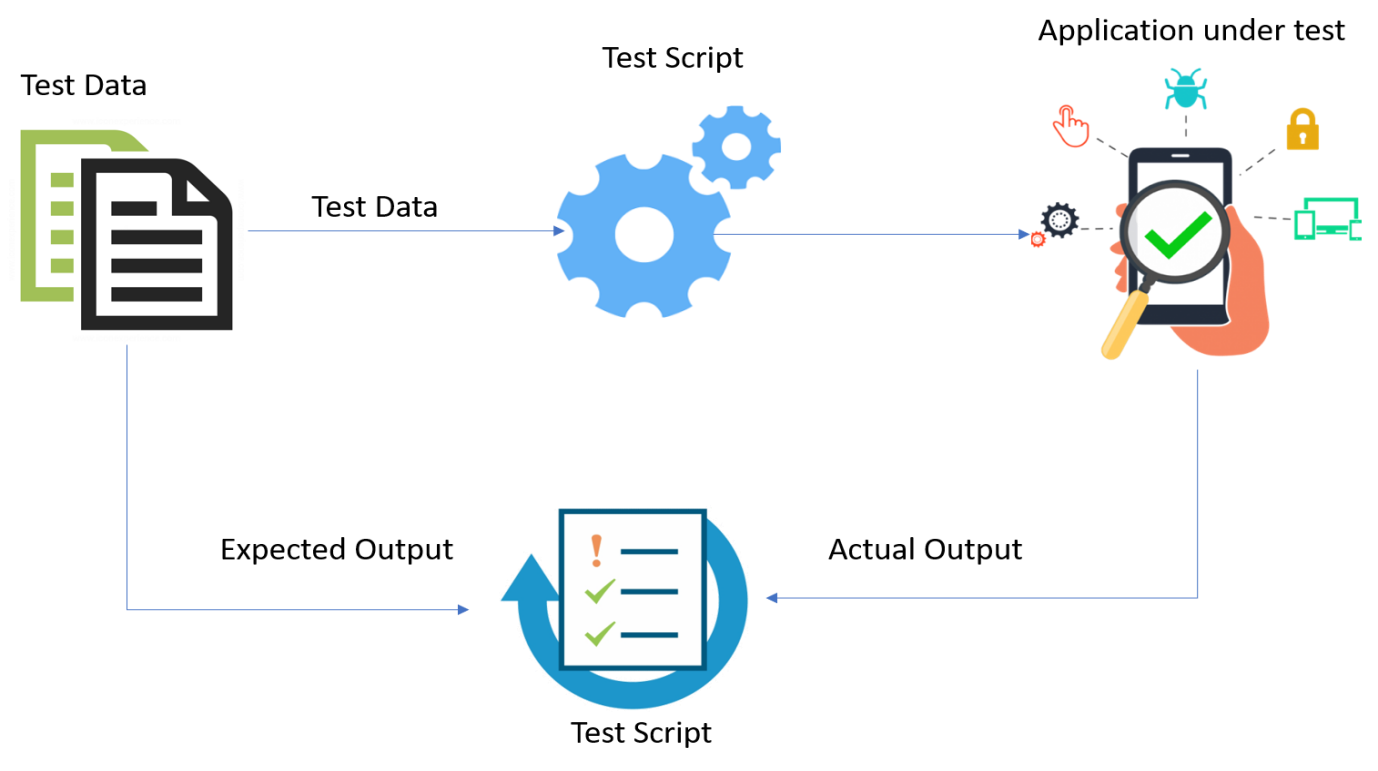 Application under test
Test Script
Test Data
Test Data
Expected Output
Actual Output
Test Script